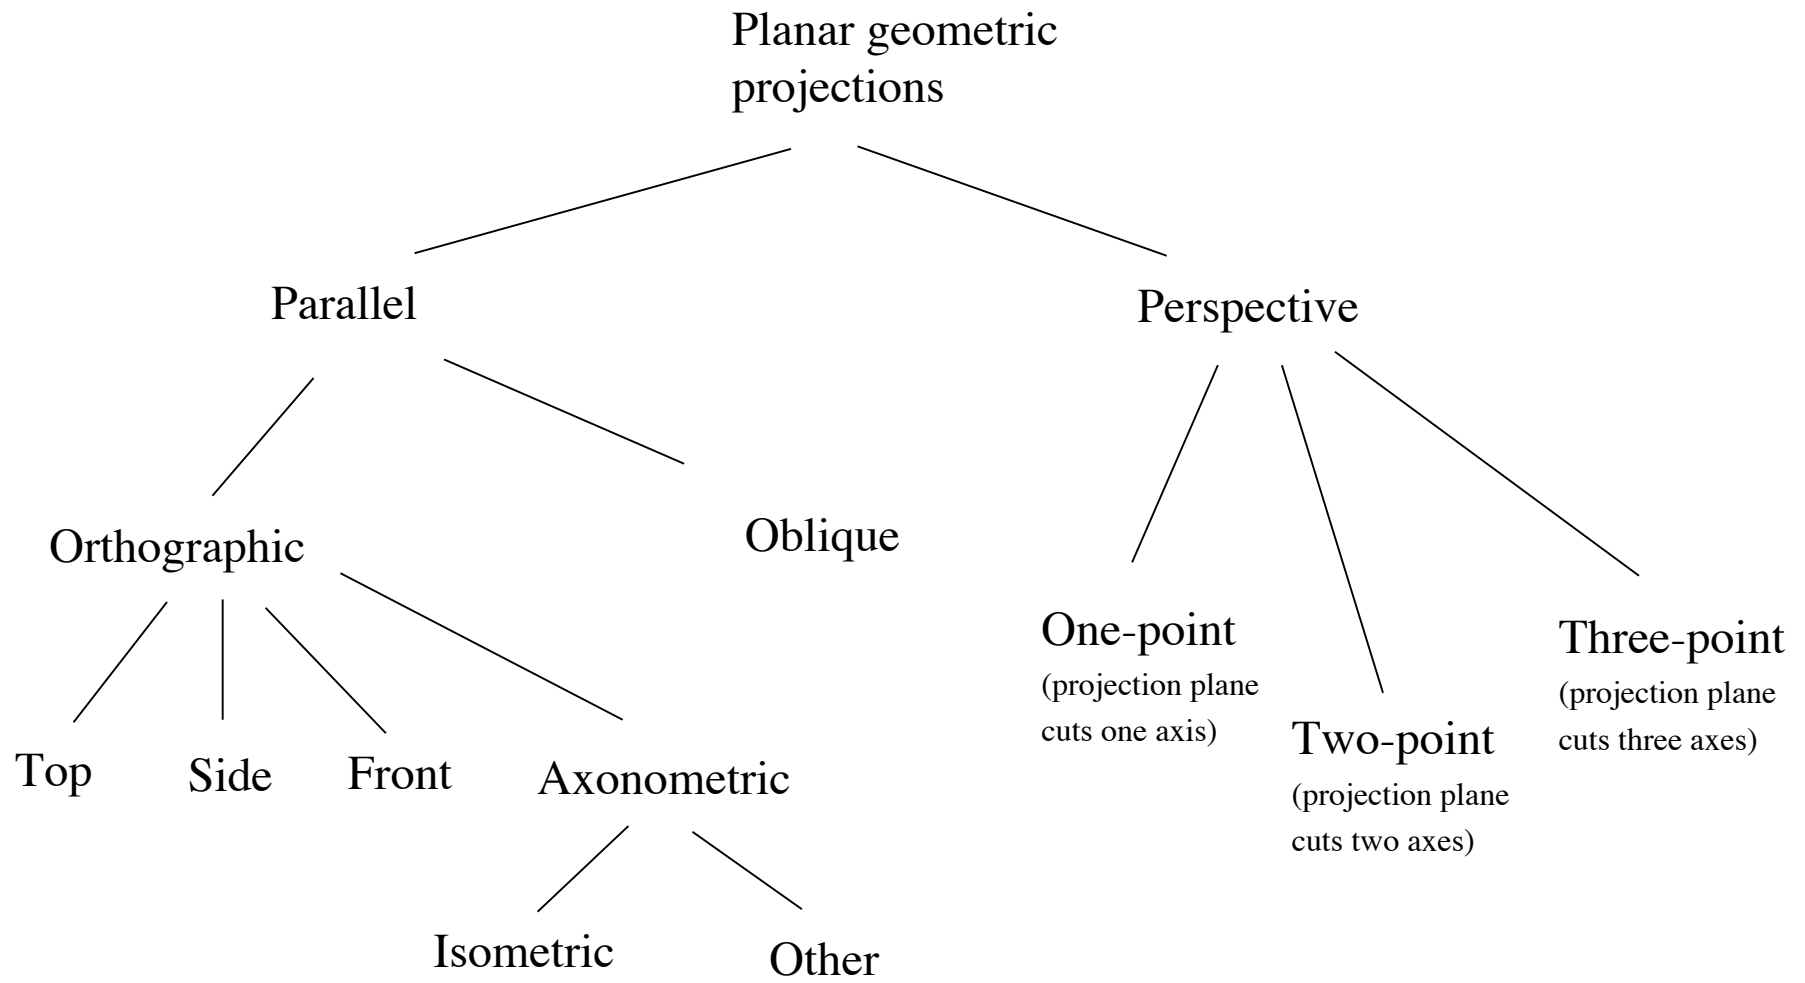 Planar geometric
projections
Parallel
Perspective
Orthographic
Oblique
One-point
(projection plane
cuts one axis)
Two-point
(projection plane
cuts two axes)
Three-point
(projection plane
cuts three axes)
Top
Side
Front
Axonometric
Isometric
Other